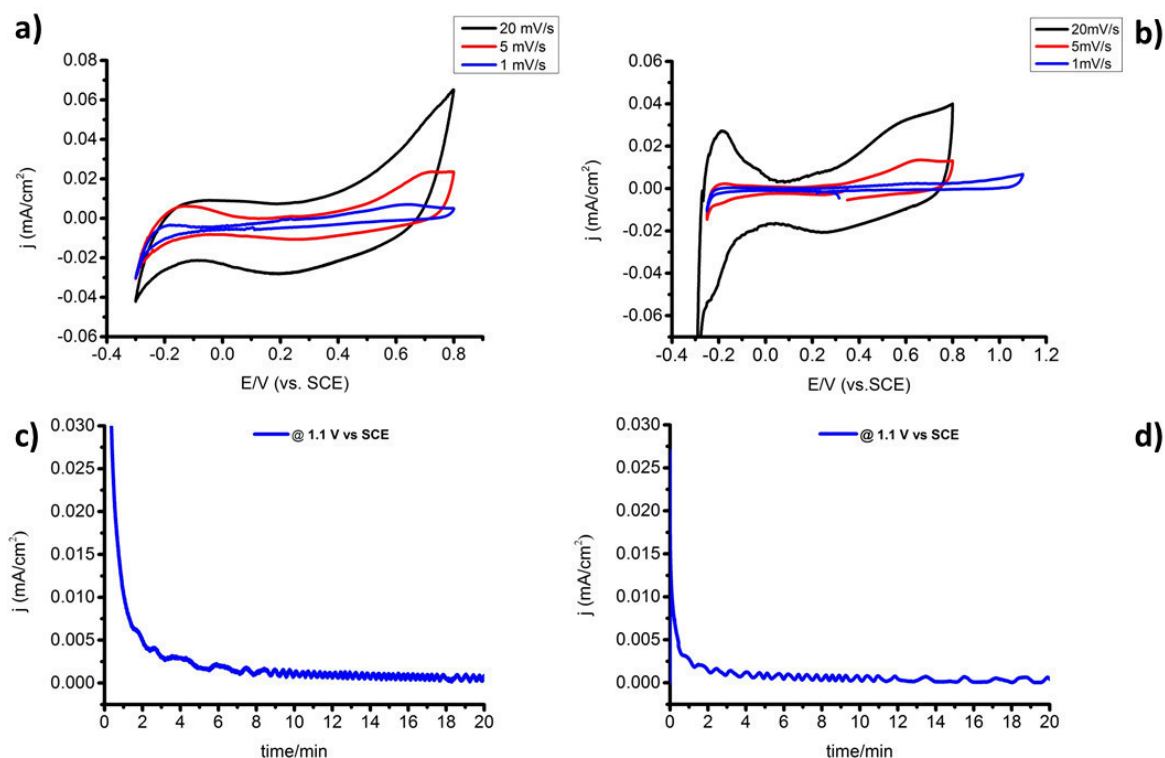 a)
20 mV/s
5 mV/s
1 mV/s
0.08
0.06
0.04
0.02
0.00
-0.02
-0.04
-0.06
j (mA/cm²)
-0.4 -0.2 0.0 0.2 0.4 0.6 0.8
E/V (vs. SCE)
b)
20mV/s
5mV/s
1mV/s
0.04
0.02
0.00
-0.02
-0.04
-0.06
j (mA/cm²)
-0.4 -0.2 0.0 0.2 0.4 0.6 0.8 1.0 1.2
E/V (vs.SCE)
c)
@ 1.1 V vs SCE
0.030
0.025
0.020
0.015
0.010
0.005
0.000
j (mA/cm²)
0 2 4 6 8 10 12 14 16 18 20
time/min
d)
@ 1.1 V vs SCE
0.030
0.025
0.020
0.015
0.010
0.005
0.000
j (mA/cm²)
0 2 4 6 8 10 12 14 16 18 20
time/min